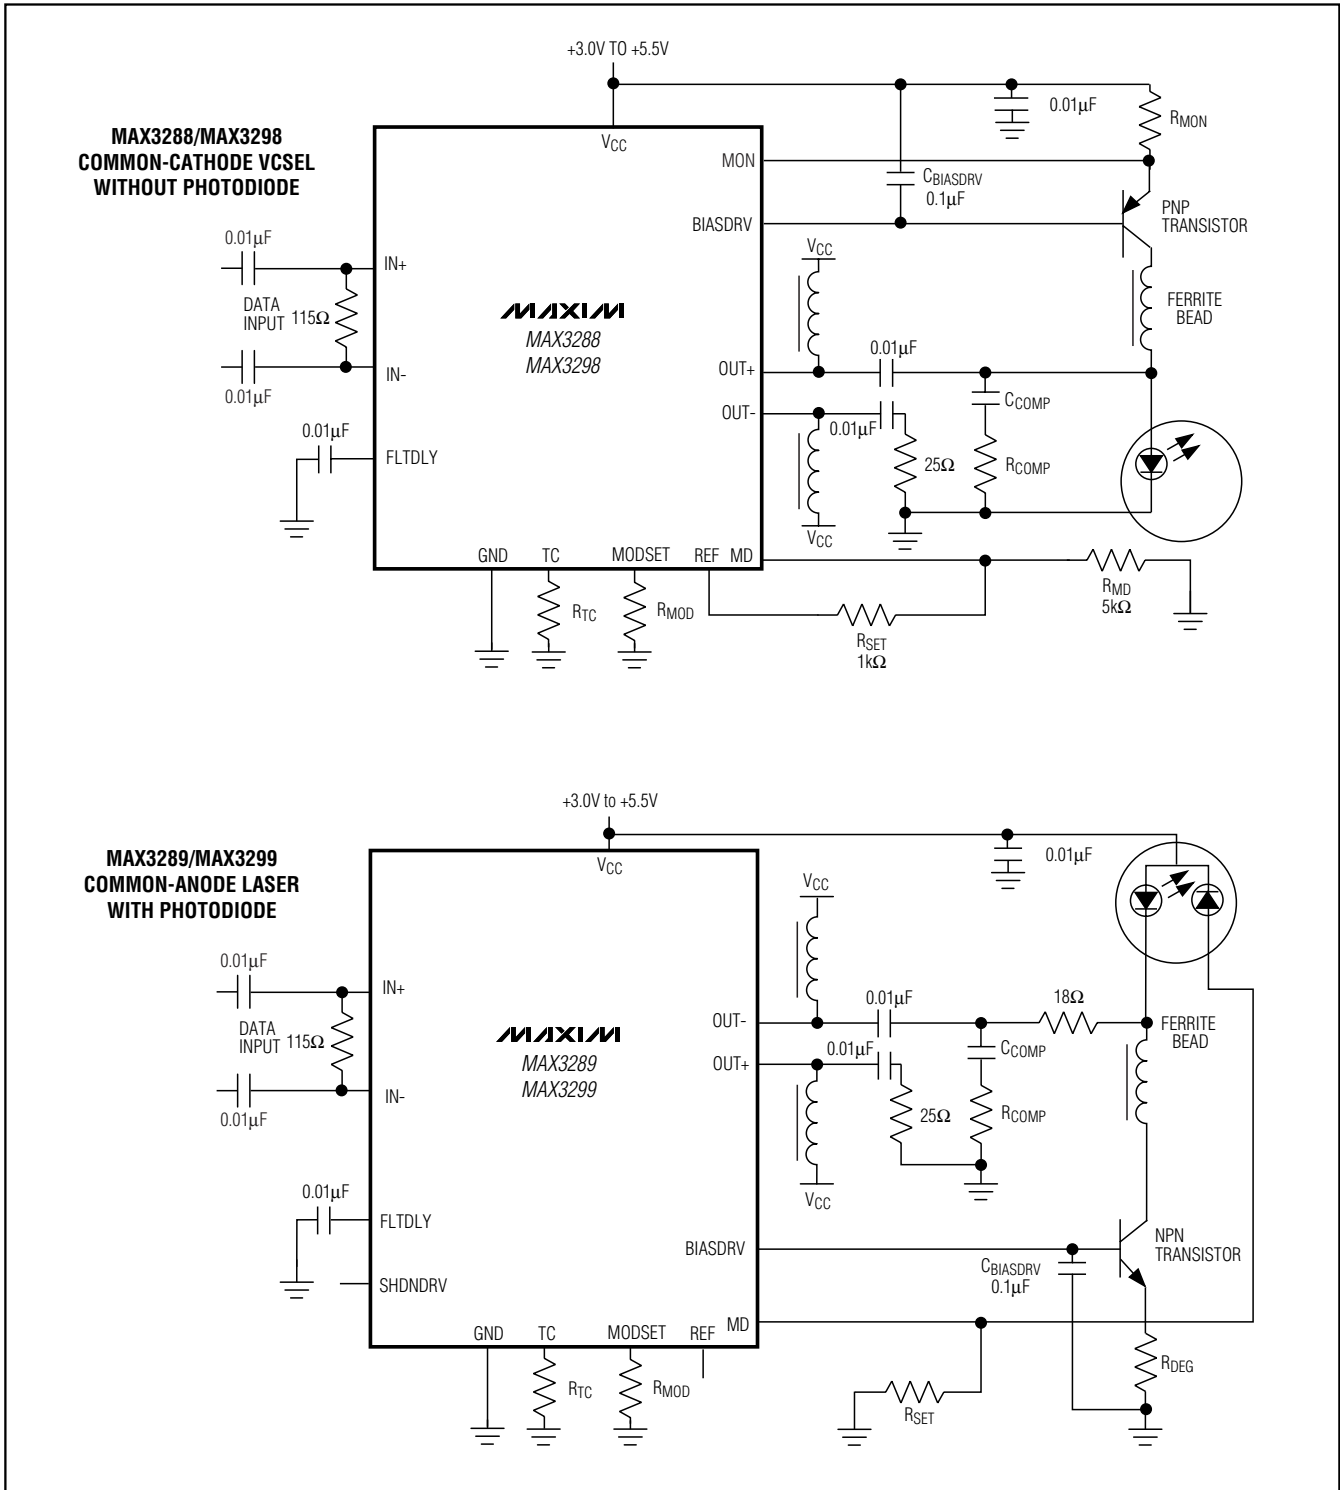 +3.0V TO +5.5V
MAX3288/MAX3298
COMMON-CATHODE VCSEL
WITHOUT PHOTODIODE
VCC
0.01µF
RMON
MON
CBIASDRV
0.1µF
BIASDRV
PNP
TRANSISTOR
0.01µF
IN+
DATA
INPUT
115Ω
IN-
0.01µF
MAXIM
MAX3288
MAX3298
VCC
FERRITE
BEAD
0.01µF
OUT+
CCOMP
OUT-
0.01µF
25Ω
RCOMP
VCC
0.01µF
FLTDLY
GND
TC
MODSET
REF
MD
RTC
RMOD
RSET
1kΩ
RMD
5kΩ
+3.0V to +5.5V
MAX3289/MAX3299
COMMON-ANODE LASER
WITH PHOTODIODE
VCC
0.01µF
0.01µF
IN+
DATA
INPUT
115Ω
IN-
0.01µF
MAXIM
MAX3289
MAX3299
VCC
0.01µF
18Ω
OUT-
FERRITE
BEAD
CCOMP
OUT+
0.01µF
25Ω
RCOMP
VCC
0.01µF
FLTDLY
SHDNDRV
BIASDRV
NPN
TRANSISTOR
CBIASDRV
0.1µF
GND
TC
MODSET
REF
MD
RTC
RMOD
RSET
RDEG